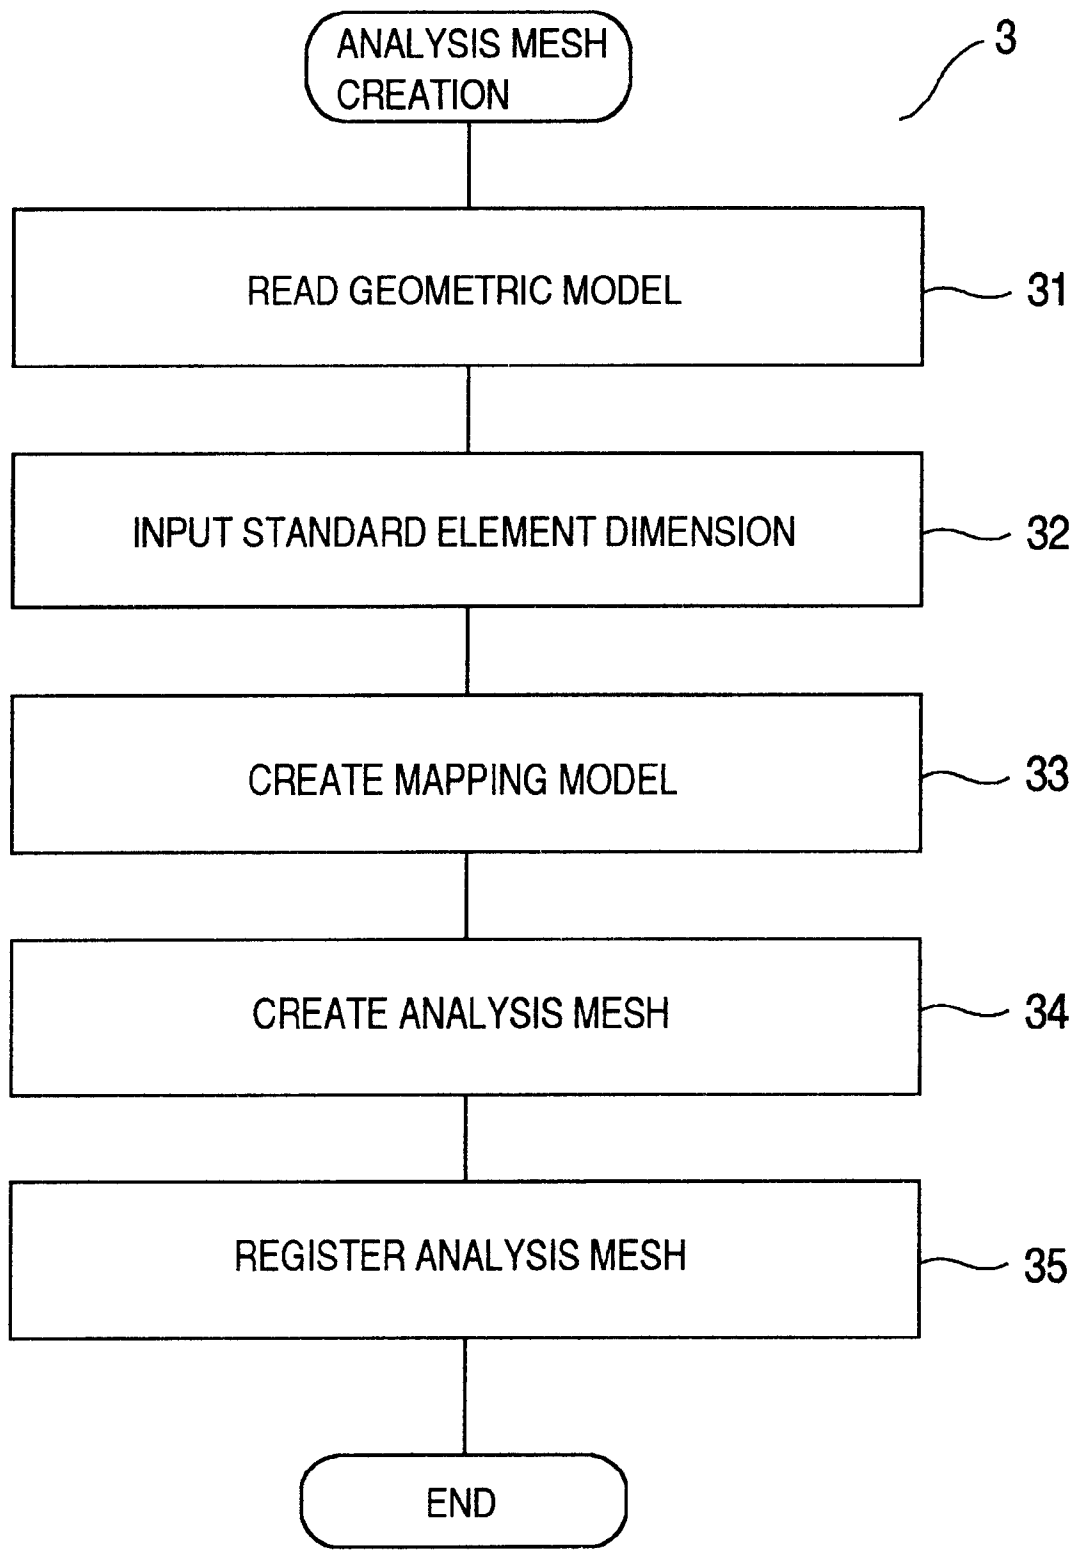 ANALYSIS MESH
CREATION
3
READ GEOMETRIC MODEL
31
INPUT STANDARD ELEMENT DIMENSION
32
CREATE MAPPING MODEL
33
CREATE ANALYSIS MESH
34
REGISTER ANALYSIS MESH
35
END